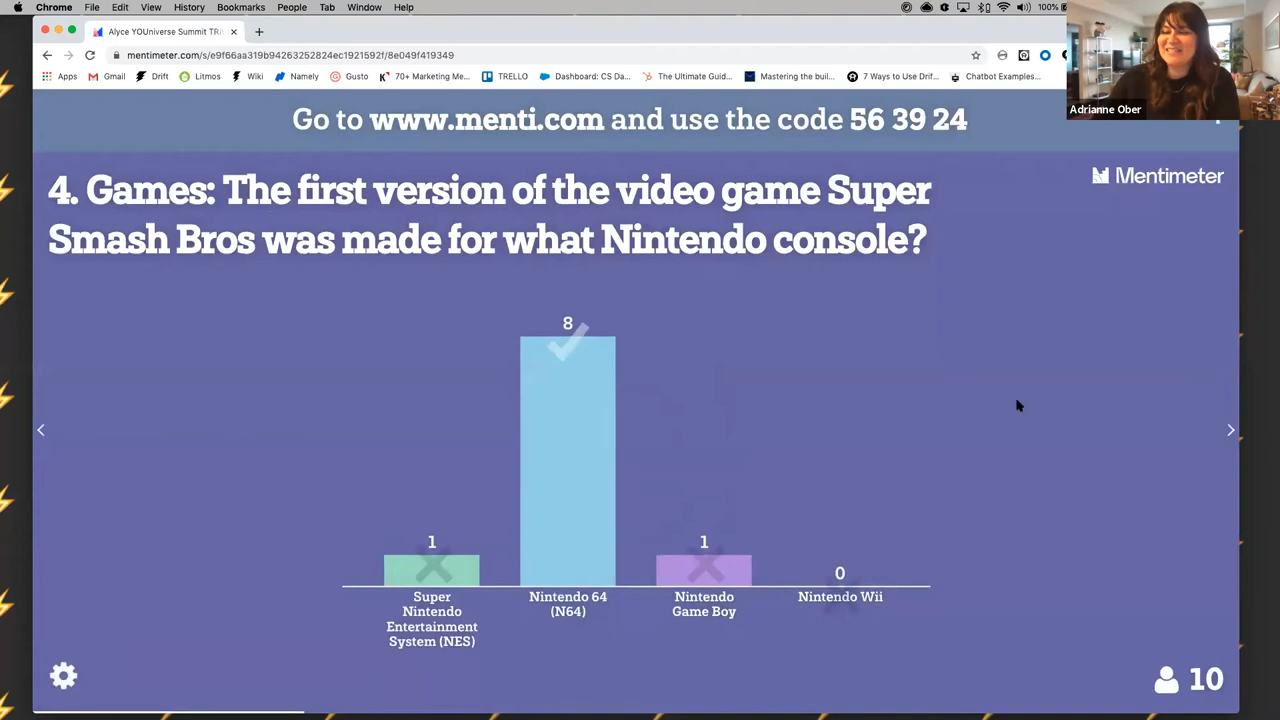 Chrome File Edit View History Bookmarks People Tab Window Help 100%
Alyce YOUniverse Summit TRI
mentimeter.com/s/e9f66aa319b94263252824ec1921592f/8e049f419349
Apps Gmail Drift Litmos Wiki Namely Gusto 70+ Marketing Me... TRELLO Dashboard: CS Da... The Ultimate Guid... Mastering the buil... 7 Ways to Use Drif... Chatbot Examples...
Adrianne Ober
Go to www.menti.com and use the code 56 39 24
Mentimeter
4. Games: The first version of the video game Super
Smash Bros was made for what Nintendo console?
8
1
1
0
Super
Nintendo
Entertainment
System (NES)
Nintendo 64
(N64)
Nintendo
Game Boy
Nintendo Wii
10